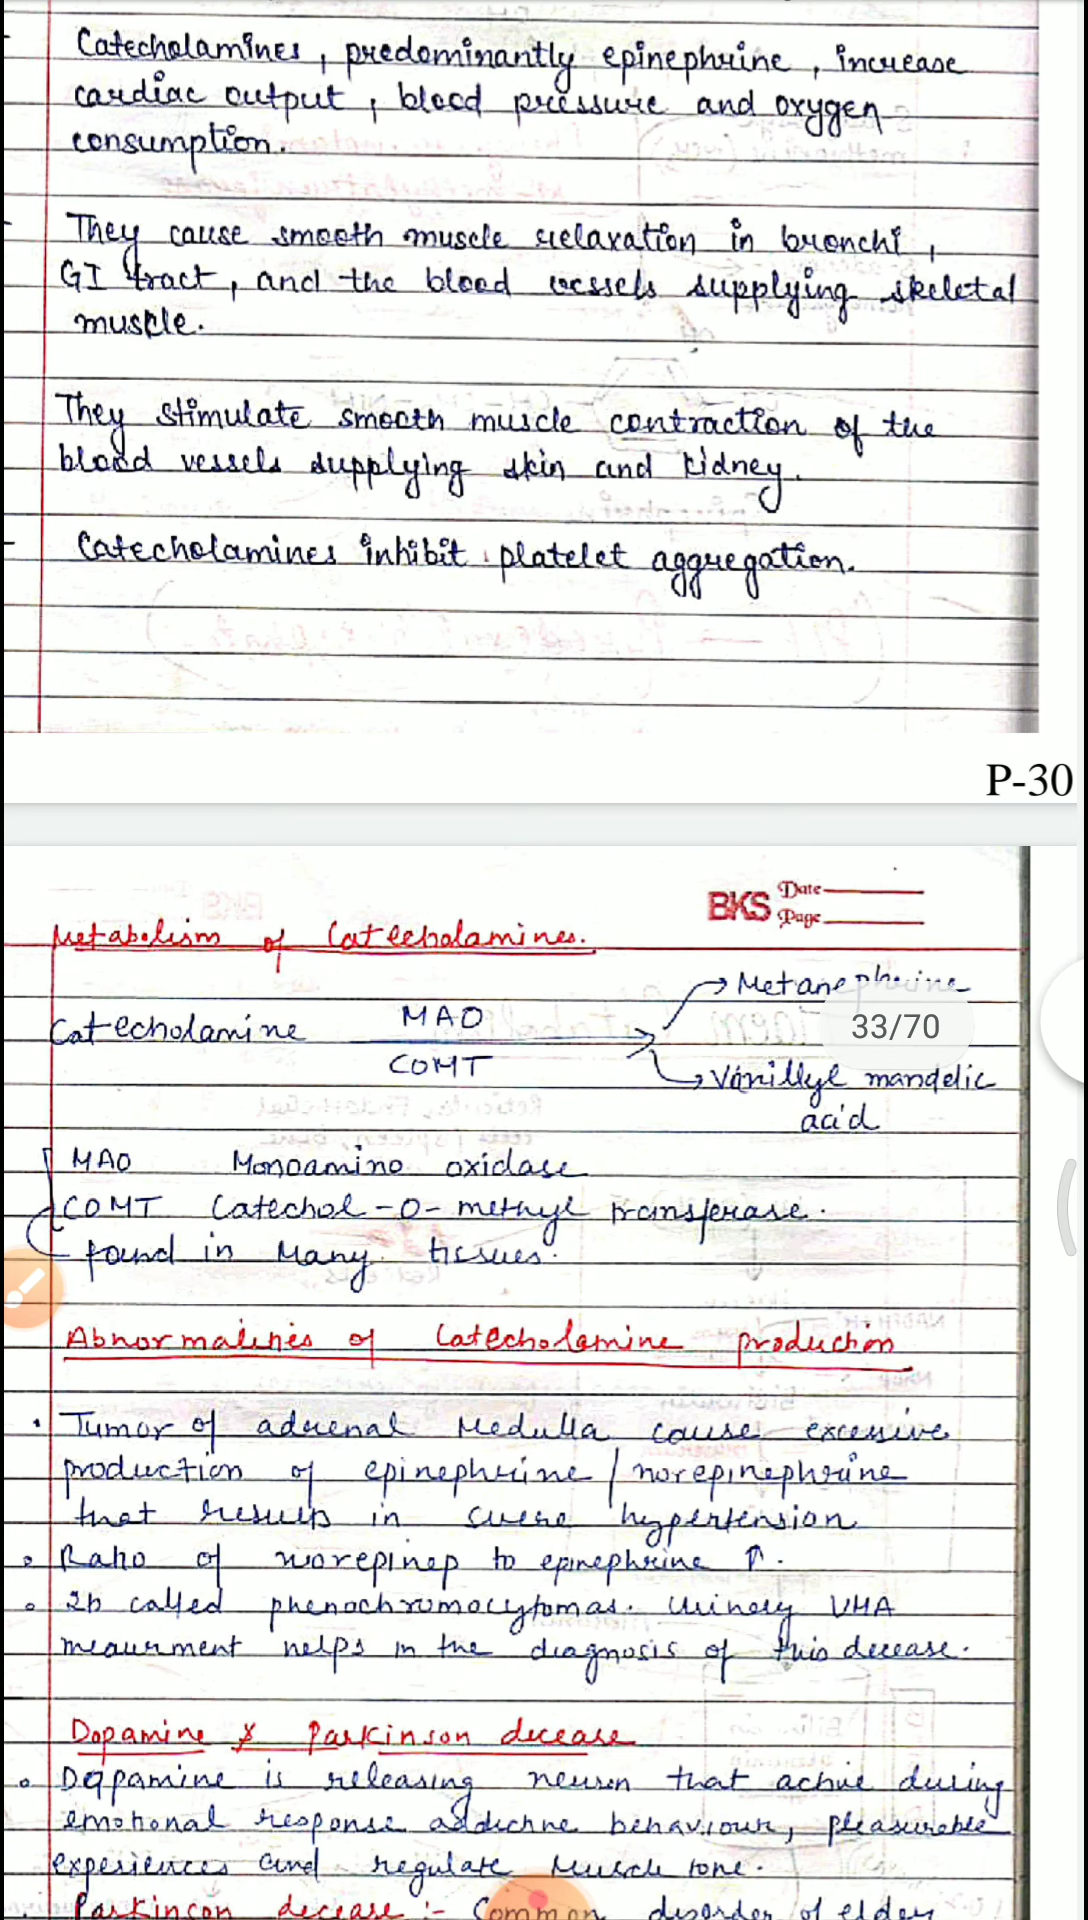 Catecholamines, predominantly epinephrine, increase
cardiac output, blood pressure and oxygen
consumption.
They cause smooth muscle relaxation in bronchi,
GI tract, and the blood vessels supplying skeletal
muscle.
They stimulate smooth muscle contraction of the
blood vessels supplying skin and kidney.
Catecholamines inhibit platelet aggregation.
P-30
BKS Date
Page
Metabolism of Catecholamines.
Metanephrine
Catecholamine MAO
33/70
COMT
Vanillyl mandelic
acid
MAO Monoamino oxidase
COMT Catechol-O-methyl transferase.
found in Many tissues.
Abnormalities of Catecholamine production
Tumor of adrenal Medulla cause excessive
production of epinephrine / norepinephrine
that results in hypertension
Ratio of norepinep to epinephrine ↑.
called phenochromocytomas. Urinary VMA
meaurment helps in the diagnosis of this decease.
Dopamine & Parkinson decease
Dopamine is releasing neuron that active during
emotional response addictine behaviour, pleasurable
experiences and regulate Muscle tone.
Parkinson decease :- Common disorder of elder